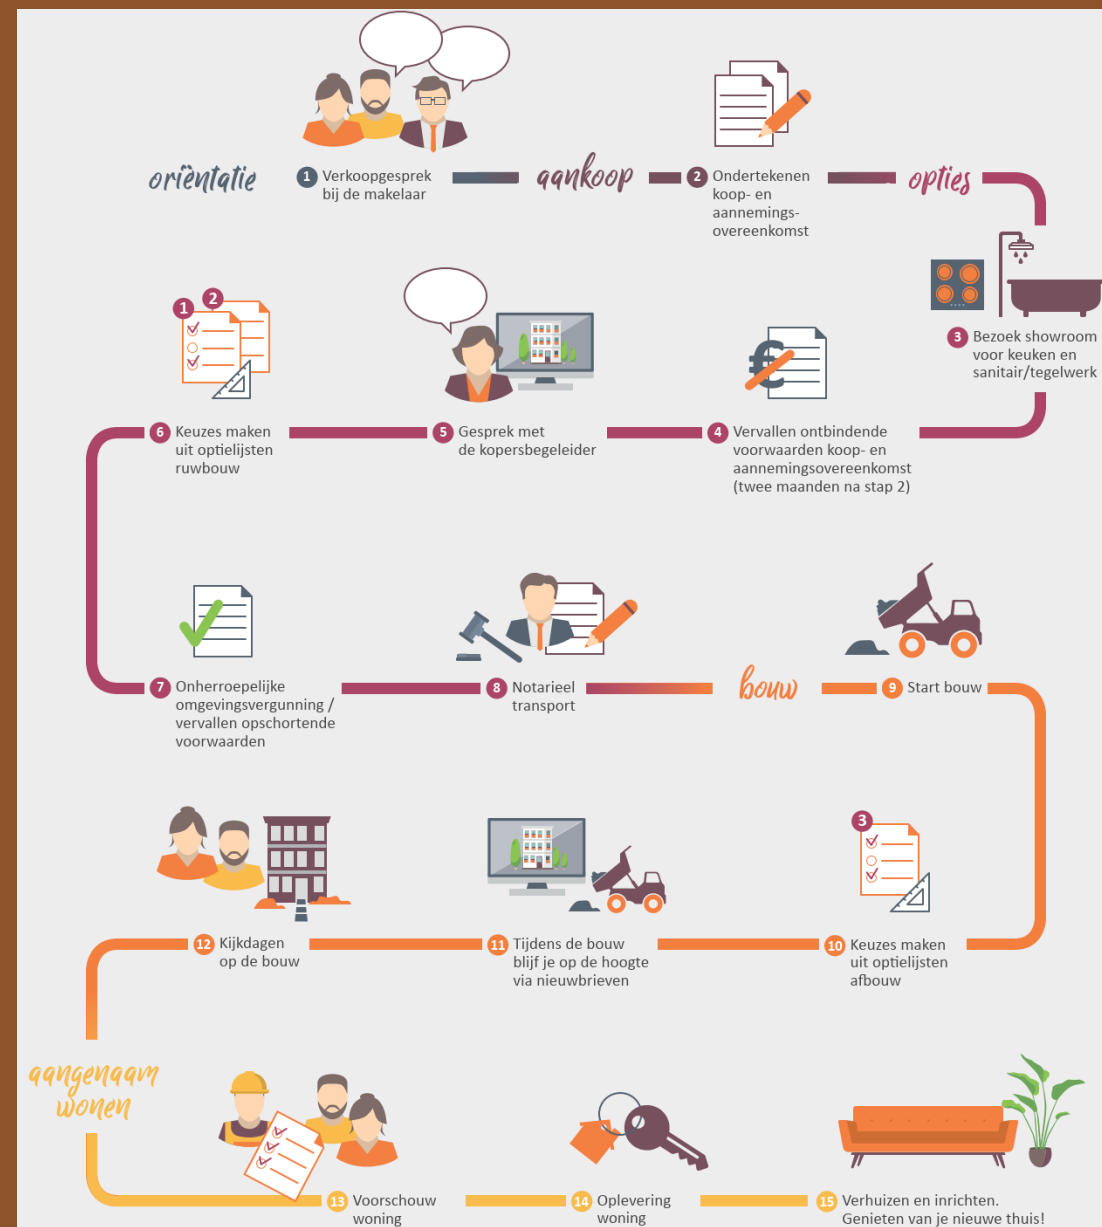 oriëntatie
1 Verkoopgesprek
bij de makelaar
aankoop
2 Ondertekenen
koop- en
aannemings-
overeenkomst
opties
3 Bezoek showroom
voor keuken en
sanitair/tegelwerk
4 Vervallen ontbindende
voorwaarden koop- en
aannemingsovereenkomst
(twee maanden na stap 2)
€
5 Gesprek met
de kopersbegeleider
1 2
6 Keuzes maken
uit optielijsten
ruwbouw
7 Onherroepelijke
omgevingsvergunning /
vervallen opschortende
voorwaarden
8 Notarieel
transport
bouw
9 Start bouw
3
10 Keuzes maken
uit optielijsten
afbouw
11 Tijdens de bouw
blijf je op de hoogte
via nieuwbrieven
12 Kijkdagen
op de bouw
aangenaam
wonen
13 Voorschouw
woning
14 Oplevering
woning
15 Verhuizen en inrichten.
Genieten van je nieuwe thuis!